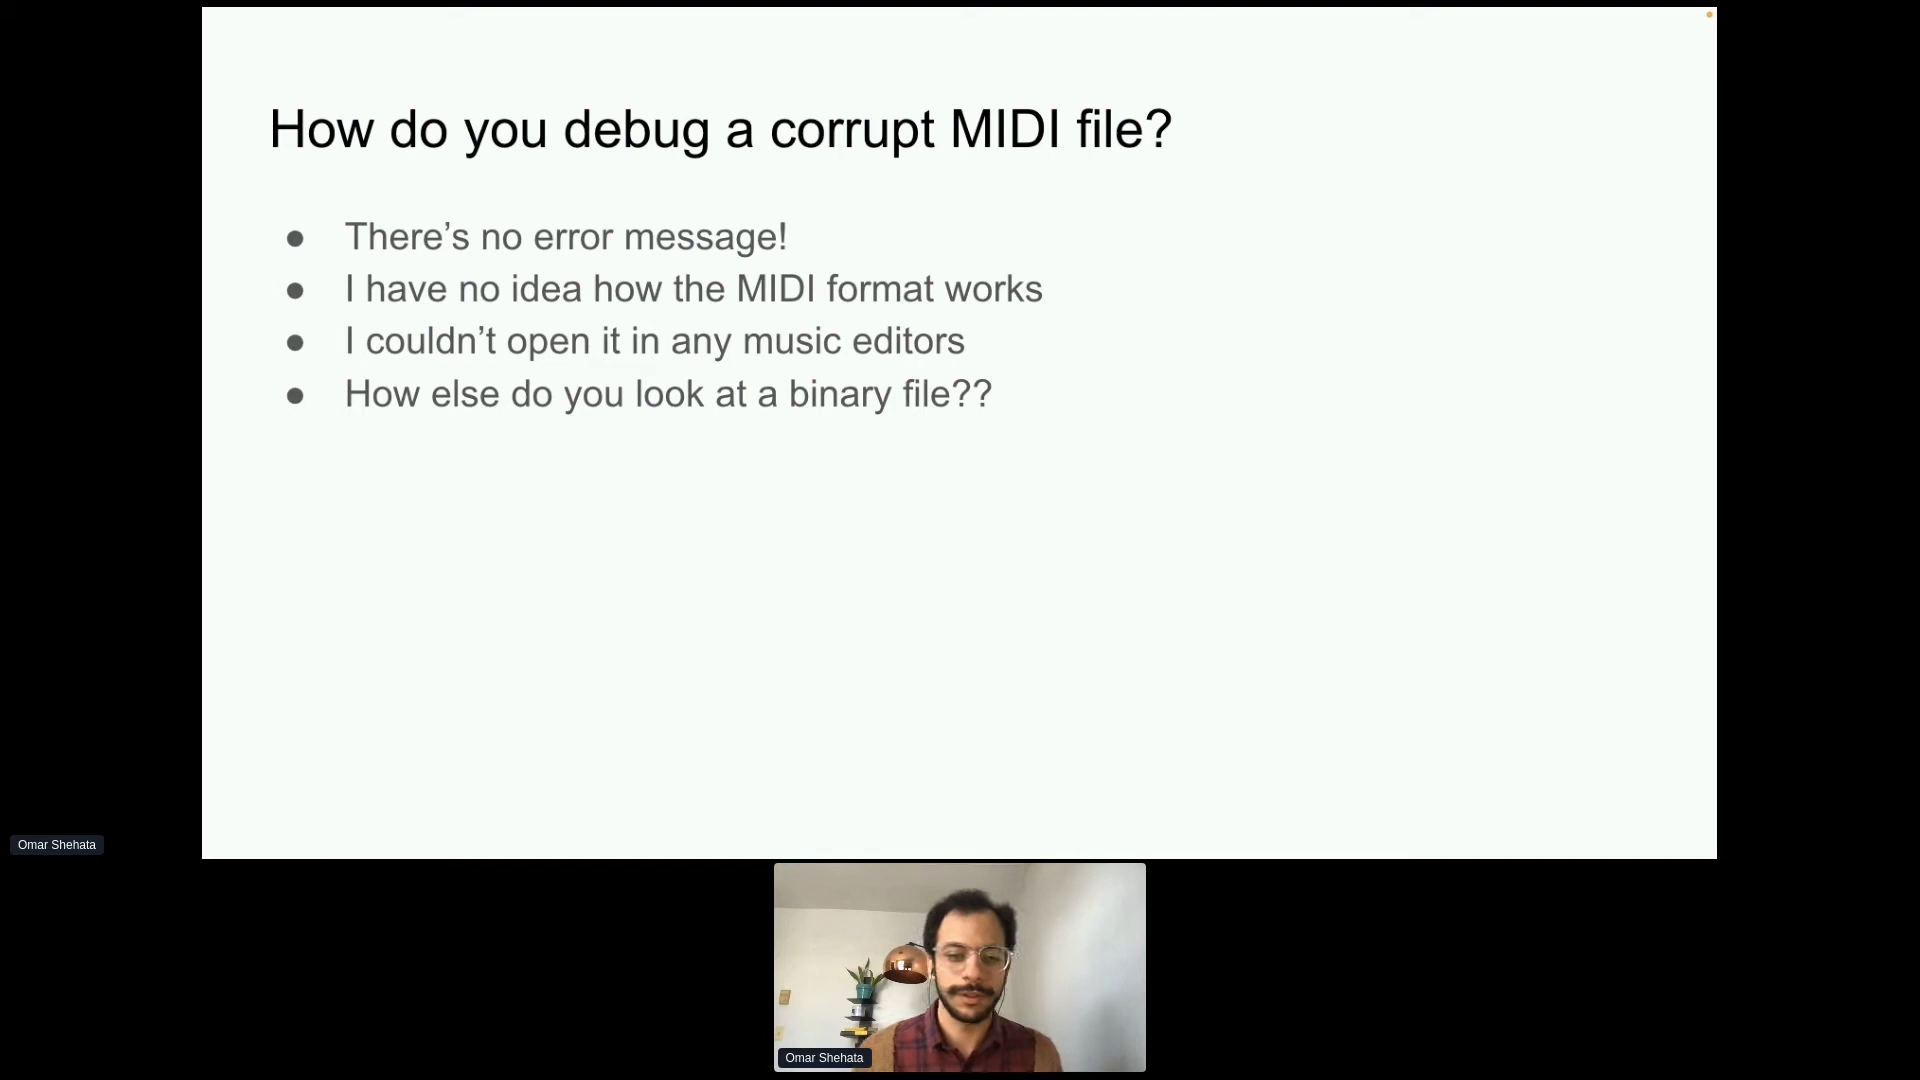 How do you debug a corrupt MIDI file?
● There’s no error message!
● I have no idea how the MIDI format works
● I couldn’t open it in any music editors
● How else do you look at a binary file??
Omar Shehata
Omar Shehata